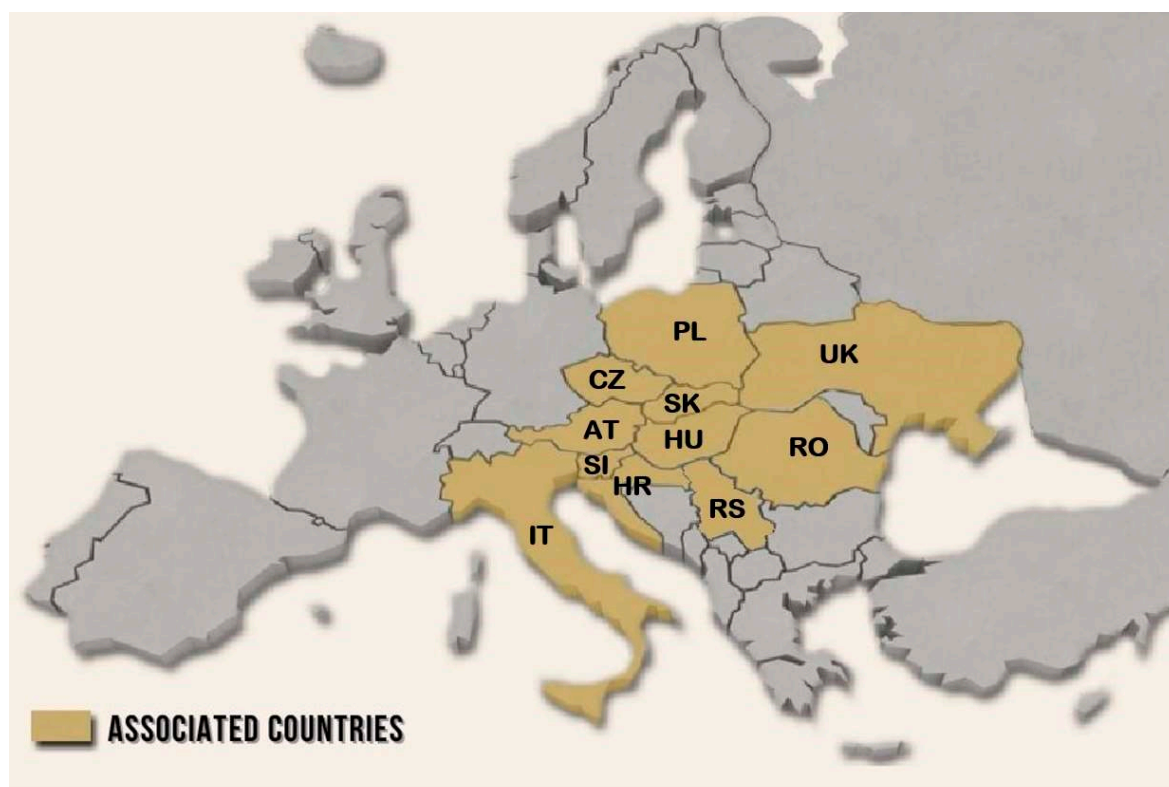 PL
UK
CZ
SK
AT
HU
RO
SI
HR
RS
IT
ASSOCIATED COUNTRIES